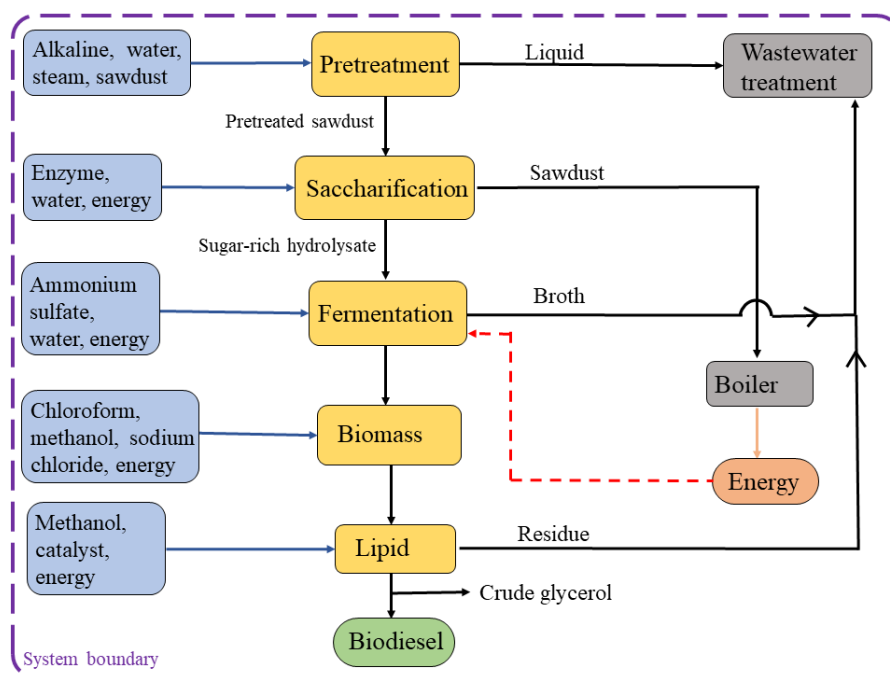 Alkaline, water,
steam, sawdust
Pretreatment
Liquid
Wastewater
treatment
Pretreated sawdust
Enzyme,
water, energy
Saccharification
Sawdust
Sugar-rich hydrolysate
Ammonium
sulfate,
water, energy
Fermentation
Broth
Boiler
Chloroform,
methanol, sodium
chloride, energy
Biomass
Energy
Methanol,
catalyst,
energy
Lipid
Residue
Crude glycerol
Biodiesel
System boundary